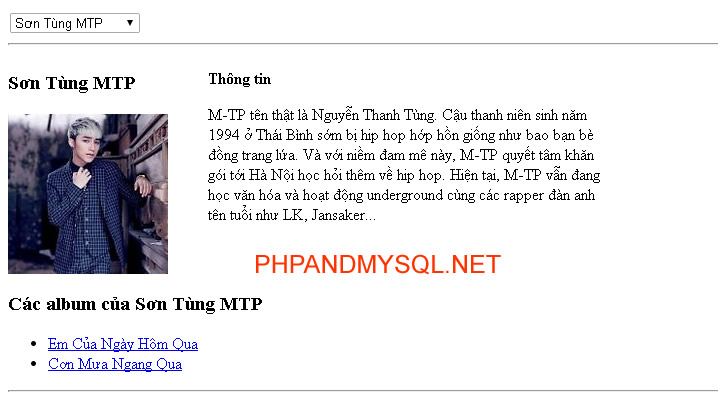 Sơn Tùng MTP
Sơn Tùng MTP
Thông tin
M-TP tên thật là Nguyễn Thanh Tùng. Cậu thanh niên sinh năm
1994 ở Thái Bình sớm bị hip hop hớp hồn giống như bao bạn bè
đồng trang lứa. Và với niềm đam mê này, M-TP quyết tâm khăn
gói tới Hà Nội học hỏi thêm về hip hop. Hiện tại, M-TP vẫn đang
học văn hóa và hoạt động underground cùng các rapper đàn anh
tên tuổi như LK, Jansaker...
PHPANDMYSQL.NET
Các album của Sơn Tùng MTP
Em Của Ngày Hôm Qua
Cơn Mưa Ngang Qua